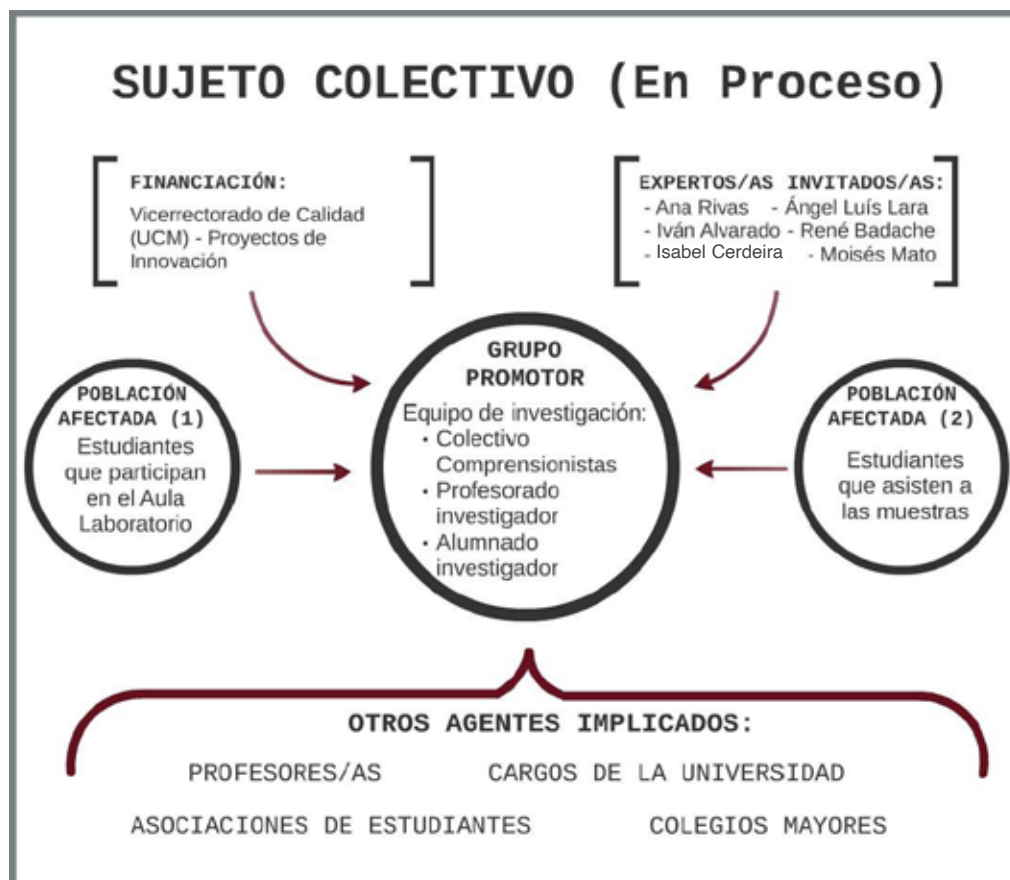 SUJETO COLECTIVO (En Proceso)
FINANCIACIÓN:
Vicerrectorado de Calidad
(UCM) - Proyectos de
Innovación
EXPERTOS/AS INVITADOS/AS:
- Ana Rivas - Ángel Luís Lara
- Iván Alvarado - René Badache
- Isabel Cerdeira - Moisés Mato
POBLACIÓN
AFECTADA (1)
Estudiantes
que participan
en el Aula
Laboratorio
GRUPO
PROMOTOR
Equipo de investigación:
• Colectivo
Comprensionistas
• Profesorado
investigador
• Alumnado
investigador
POBLACIÓN
AFECTADA (2)
Estudiantes
que asisten a
las muestras
OTROS AGENTES IMPLICADOS:
PROFESORES/AS CARGOS DE LA UNIVERSIDAD
ASOCIACIONES DE ESTUDIANTES COLEGIOS MAYORES